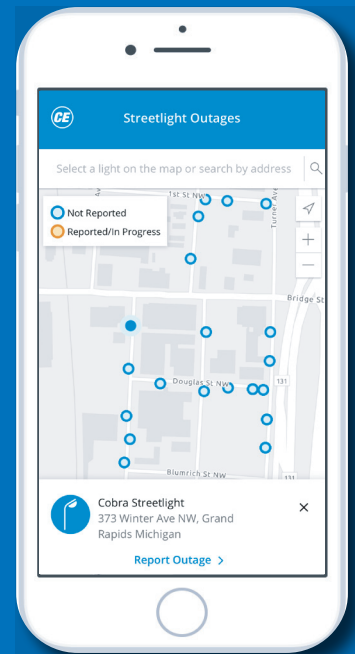 CE
Streetlight Outages
Select a light on the map or search by address
1st St NW
Turner Ave
Not Reported
Reported/In Progress
+
−
Bridge St
Douglas St NW
131
Blumrich St NW
131
Cobra Streetlight
373 Winter Ave NW, Grand
Rapids Michigan
×
Report Outage >